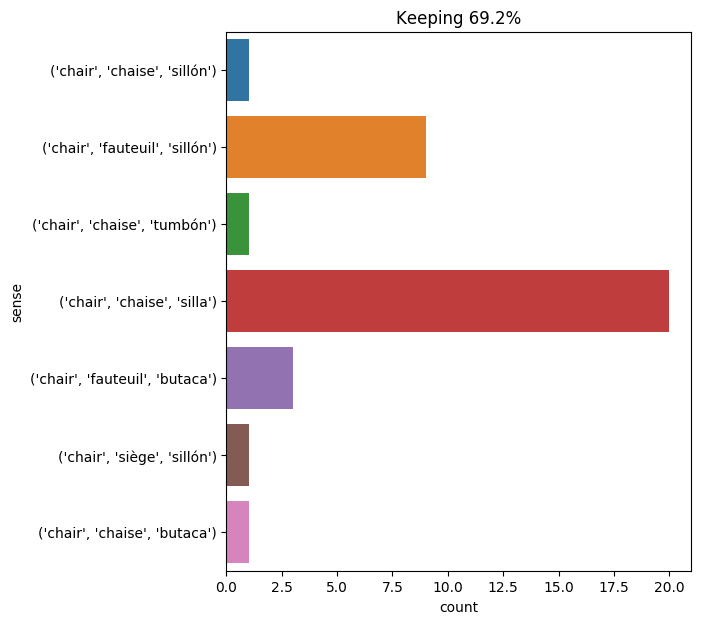 Keeping 69.2%
('chair', 'chaise', 'sillón')
('chair', 'fauteuil', 'sillón')
('chair', 'chaise', 'tumbón')
('chair', 'chaise', 'silla')
('chair', 'fauteuil', 'butaca')
('chair', 'siège', 'sillón')
('chair', 'chaise', 'butaca')
sense
0.0 2.5 5.0 7.5 10.0 12.5 15.0 17.5 20.0
count